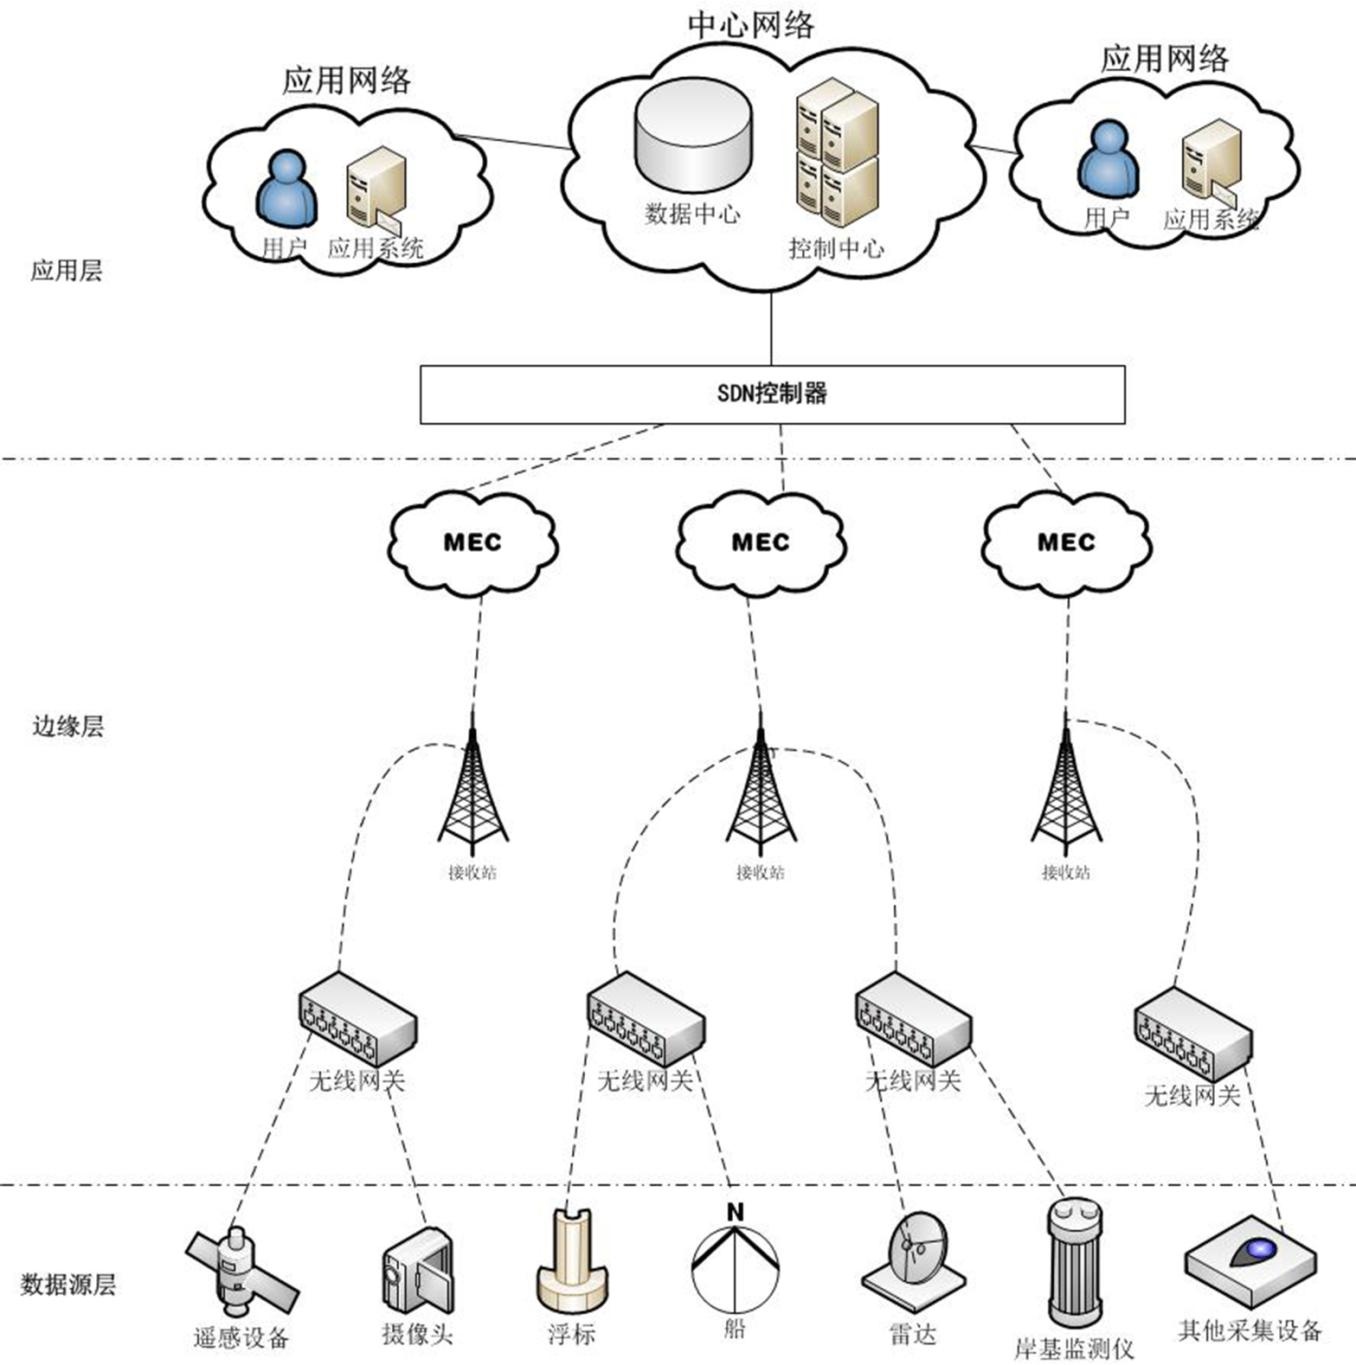 中心网络
应用网络
应用网络
数据中心
控制中心
用户
应用系统
用户
应用系统
应用层
SDN控制器
MEC
MEC
MEC
边缘层
接收站
接收站
接收站
无线网关
无线网关
无线网关
无线网关
N
数据源层
遥感设备
摄像头
浮标
船
雷达
岸基监测仪
其他采集设备